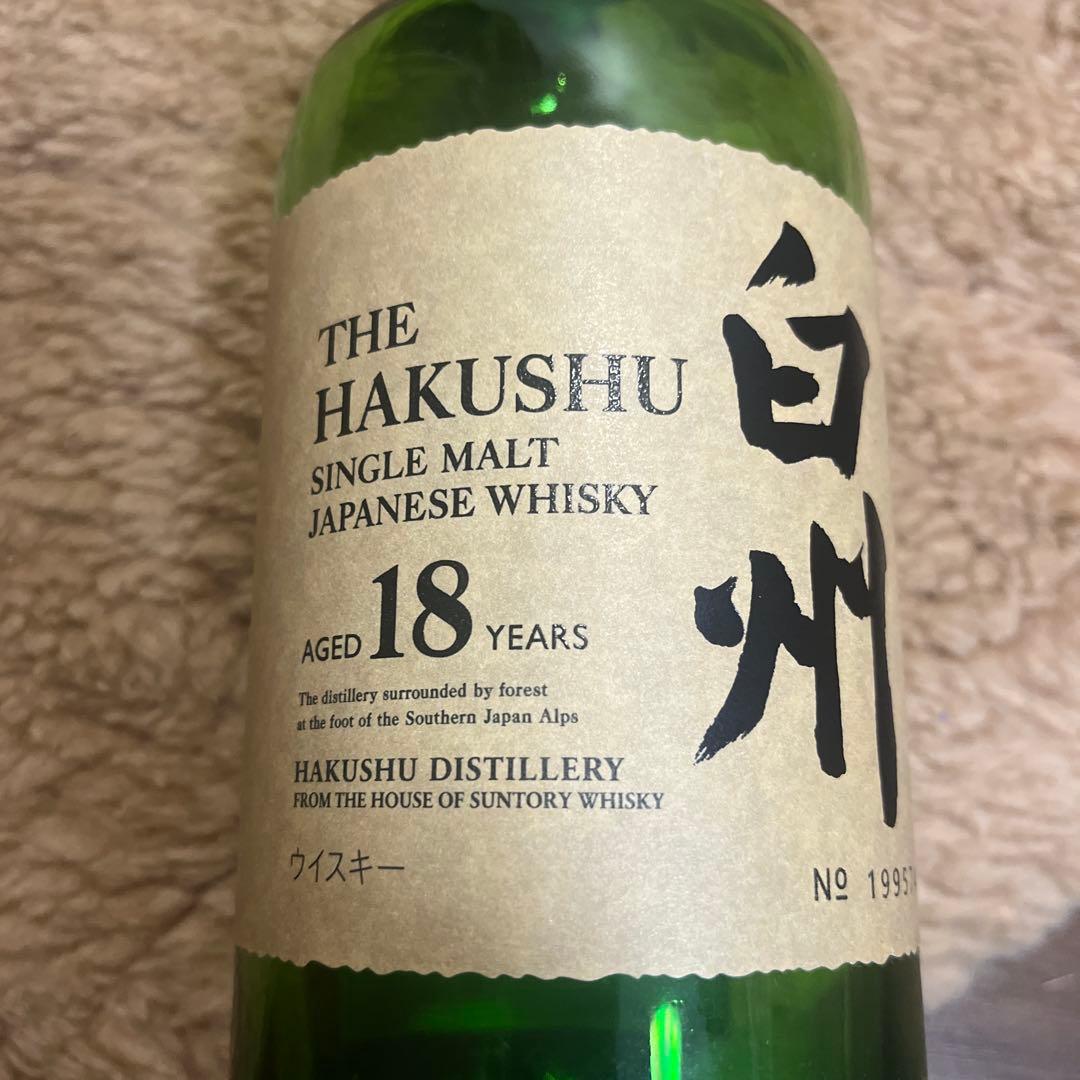 THE
HAKUSHU
SINGLE MALT
JAPANESE WHISKY
AGED 18 YEARS
The distillery surrounded by forest
at the foot of the Southern Japan Alps
HAKUSHU DISTILLERY
FROM THE HOUSE OF SUNTORY WHISKY
ウイスキー
白州
№